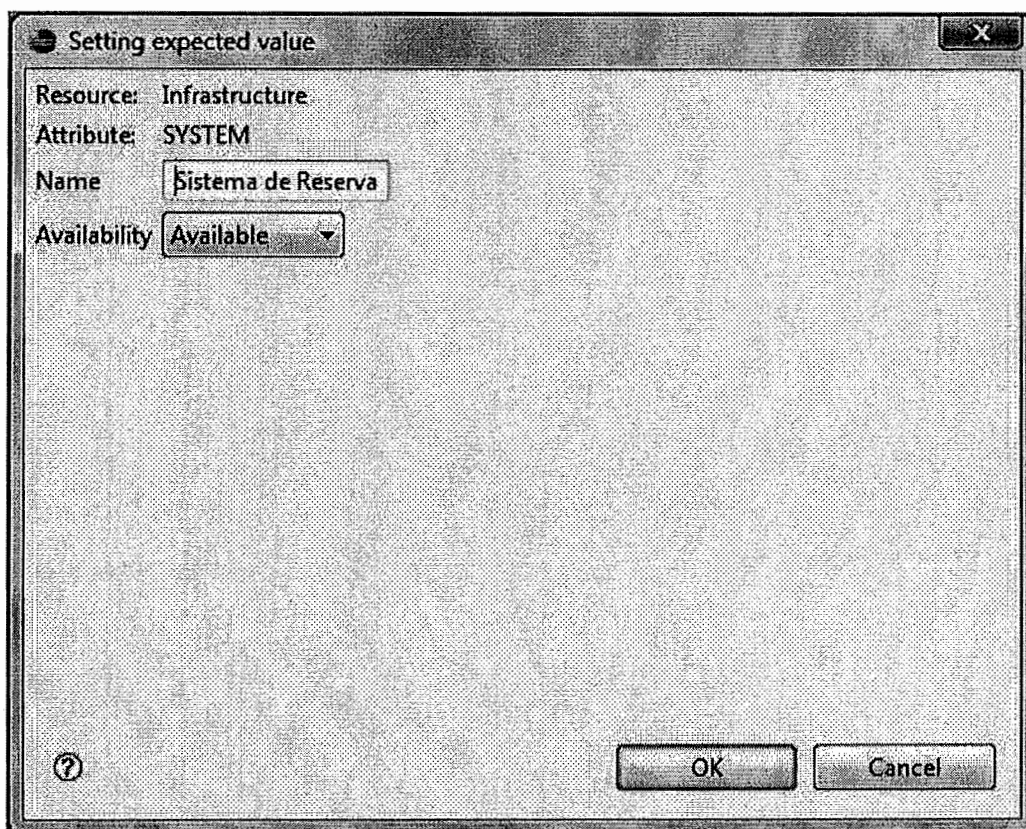 Setting expected value
Resource: Infrastructure
Attribute: SYSTEM
Name Sistema de Reserva
Availability Available
OK Cancel